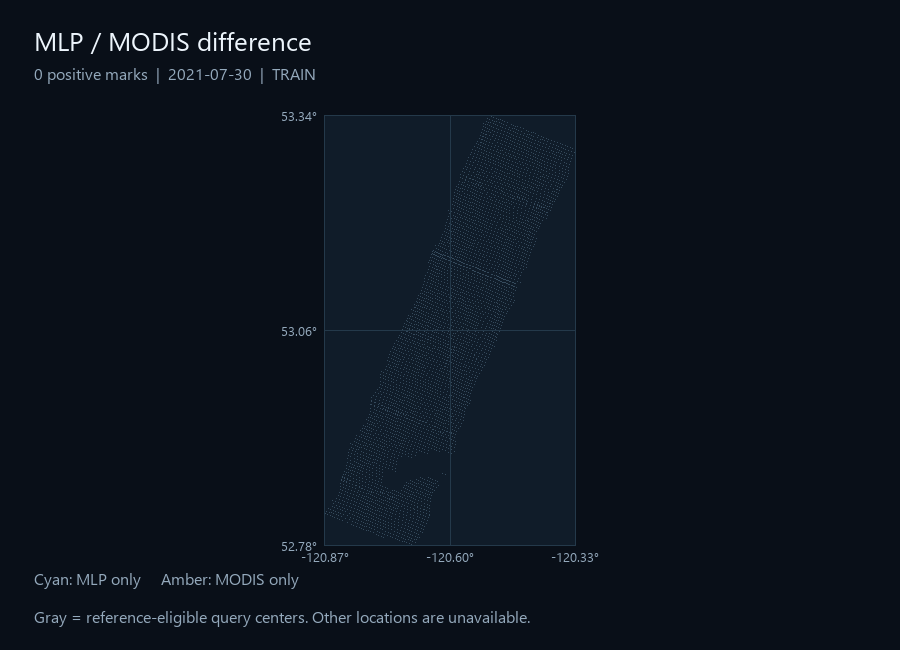 MLP / MODIS difference
0 positive marks | 2021-07-30 | TRAIN
53.34°
53.06°
52.78°
-120.87° -120.60° -120.33°
Cyan: MLP only Amber: MODIS only
Gray = reference-eligible query centers. Other locations are unavailable.